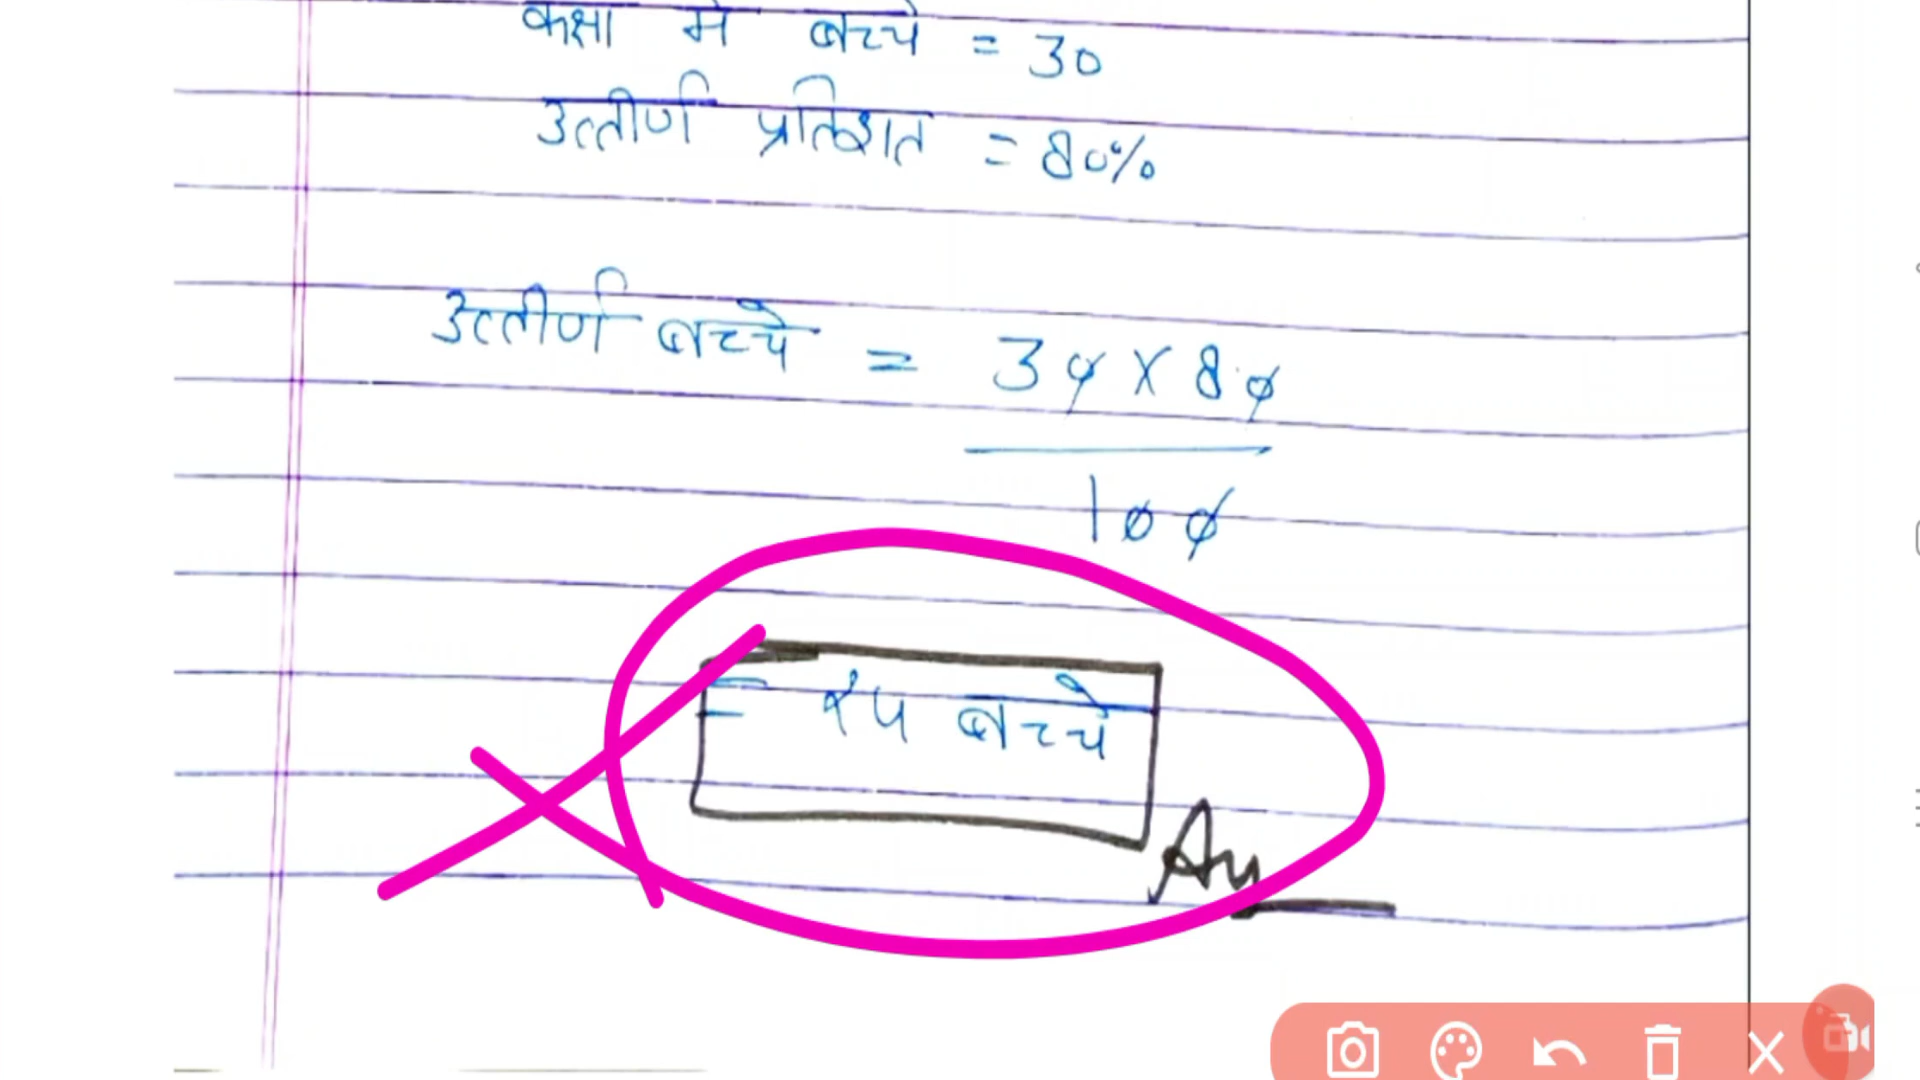 कक्षा में बच्चे = 30
उत्तीर्ण प्रतिशत = 80%
उत्तीर्ण बच्चे = 30 X 80
100
= २५ बच्चे
Ans